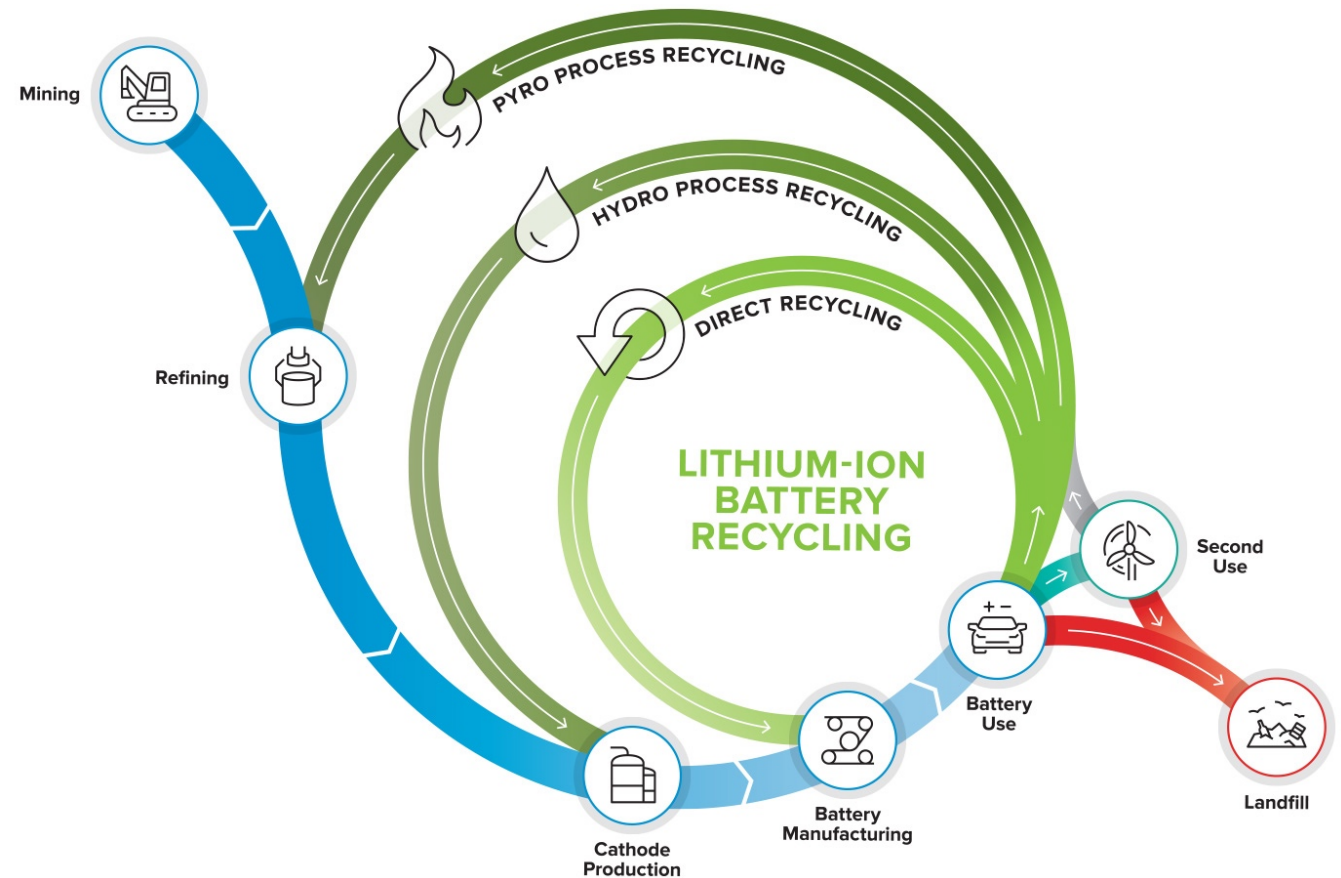 Mining
PYRO PROCESS RECYCLING
HYDRO PROCESS RECYCLING
DIRECT RECYCLING
Refining
LITHIUM-ION
BATTERY
RECYCLING
Second
Use
+ −
Battery
Use
Landfill
Battery
Manufacturing
Cathode
Production